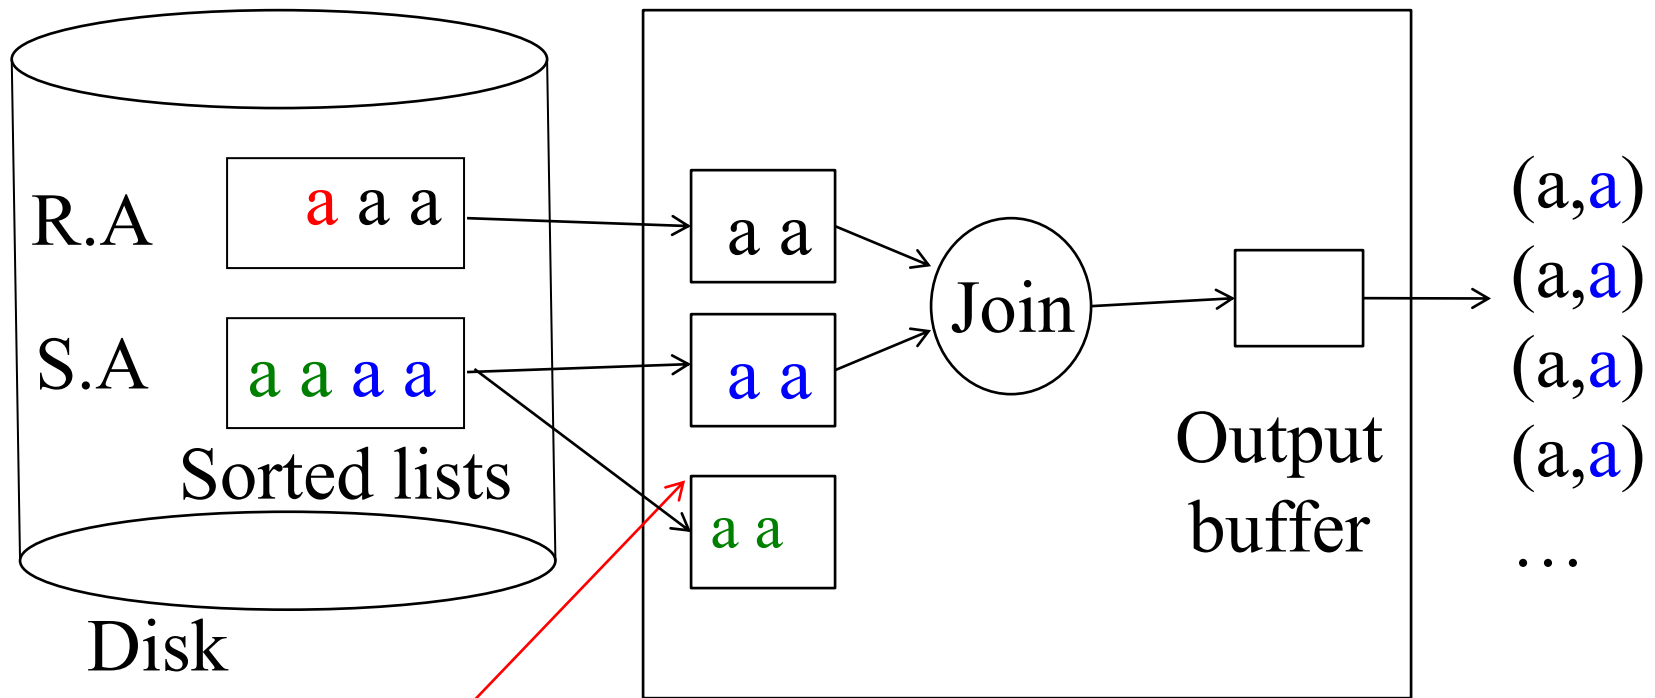 R.A
a a a
S.A
a a a a
Sorted lists
Disk
a a
a a
a a
Join
Output
buffer
(a,a)
(a,a)
(a,a)
(a,a)
…